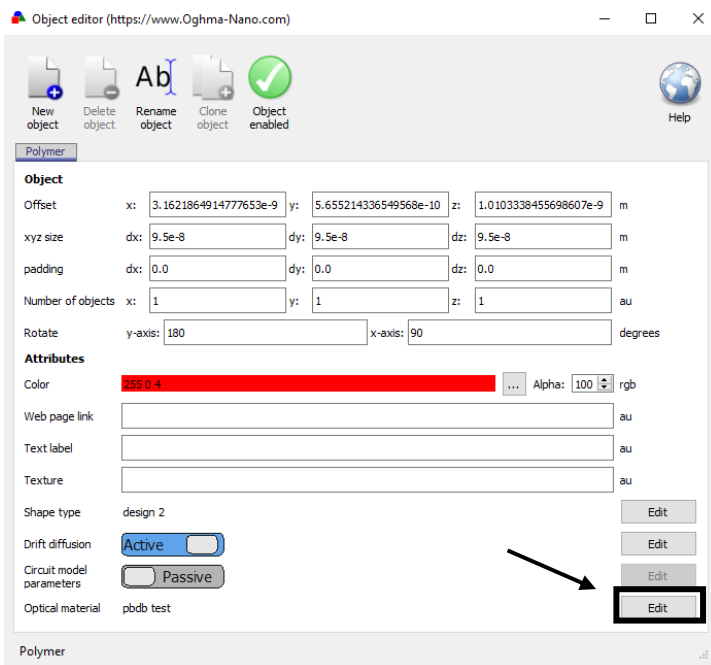 Object editor (https://www.Oghma-Nano.com)
New object
Delete object
Rename object
Clone object
Object enabled
Help
Polymer
Object
Offset x: 3.1621864914777653e-9 y: 5.655214336549568e-10 z: 1.0103338455698607e-9 m
xyz size dx: 9.5e-8 dy: 9.5e-8 dz: 9.5e-8 m
padding dx: 0.0 dy: 0.0 dz: 0.0 m
Number of objects x: 1 y: 1 z: 1 au
Rotate y-axis: 180 x-axis: 90 degrees
Attributes
Color 255 0 4 ... Alpha: 100 rgb
Web page link au
Text label au
Texture au
Shape type design 2 Edit
Drift diffusion Active Edit
Circuit model parameters Passive Edit
Optical material pbdb test Edit
Polymer